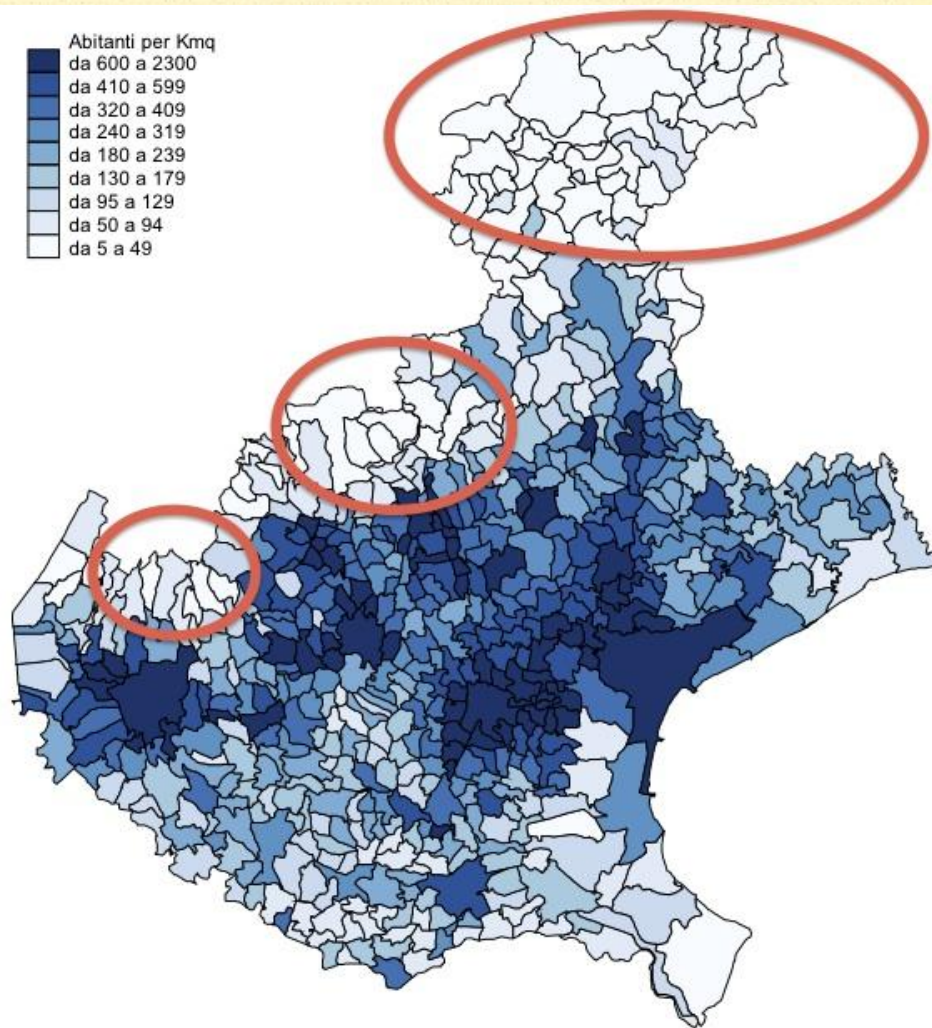 Abitanti per Kmq
da 600 a 2300
da 410 a 599
da 320 a 409
da 240 a 319
da 180 a 239
da 130 a 179
da 95 a 129
da 50 a 94
da 5 a 49